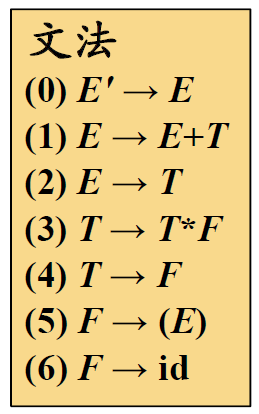 文法
(0) E' → E
(1) E → E+T
(2) E → T
(3) T → T*F
(4) T → F
(5) F → (E)
(6) F → id